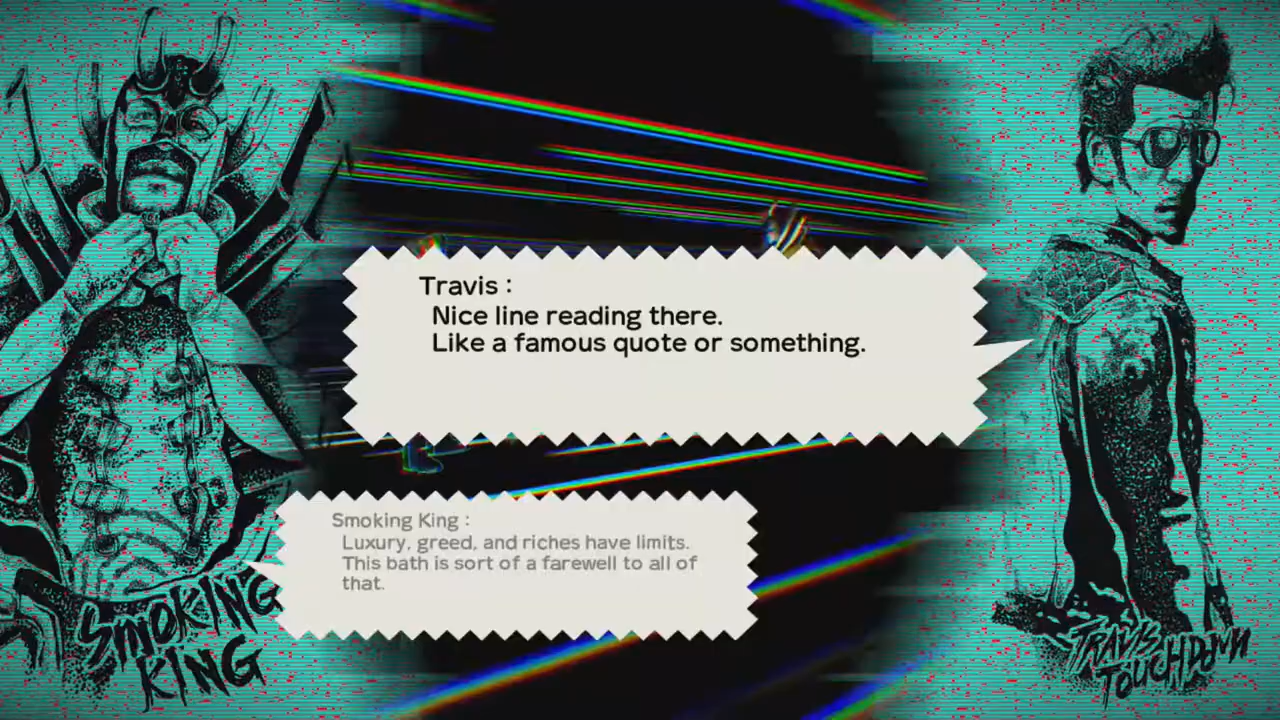 Travis :
Nice line reading there.
Like a famous quote or something.
Smoking King :
Luxury, greed, and riches have limits.
This bath is sort of a farewell to all of
that.
SMOKING
KING
TRAVIS
TOUCHDOWN